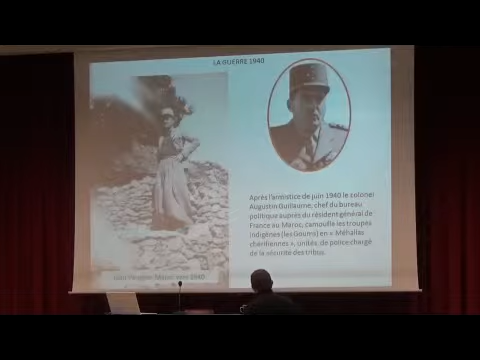 LA GUERRE 1940
Après l'armistice de juin 1940 le colonel
Augustin Guillaume, chef du bureau
politique auprès du résident général de
France au Maroc, camoufle les troupes
indigènes (les Goums) en « Méhallas
chérifiennes », unités de police chargé
de la sécurité des tribus.
Maroc 1940